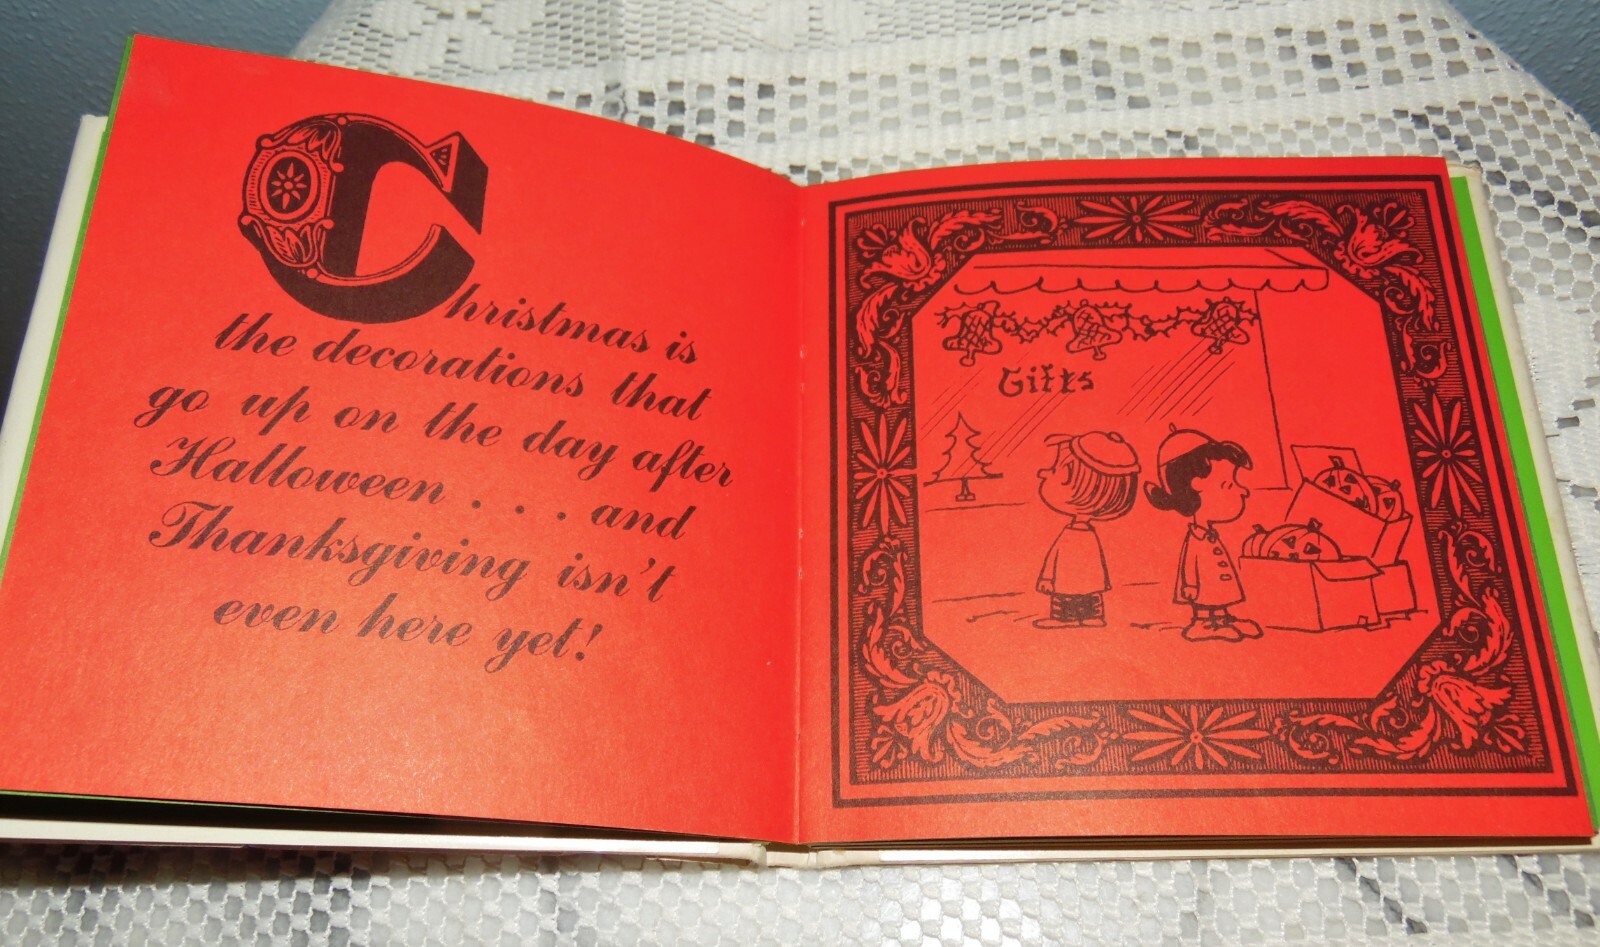 Christmas is
the decorations that
go up on the day after
Halloween . . . and
Thanksgiving isn't
even here yet!
Gifts